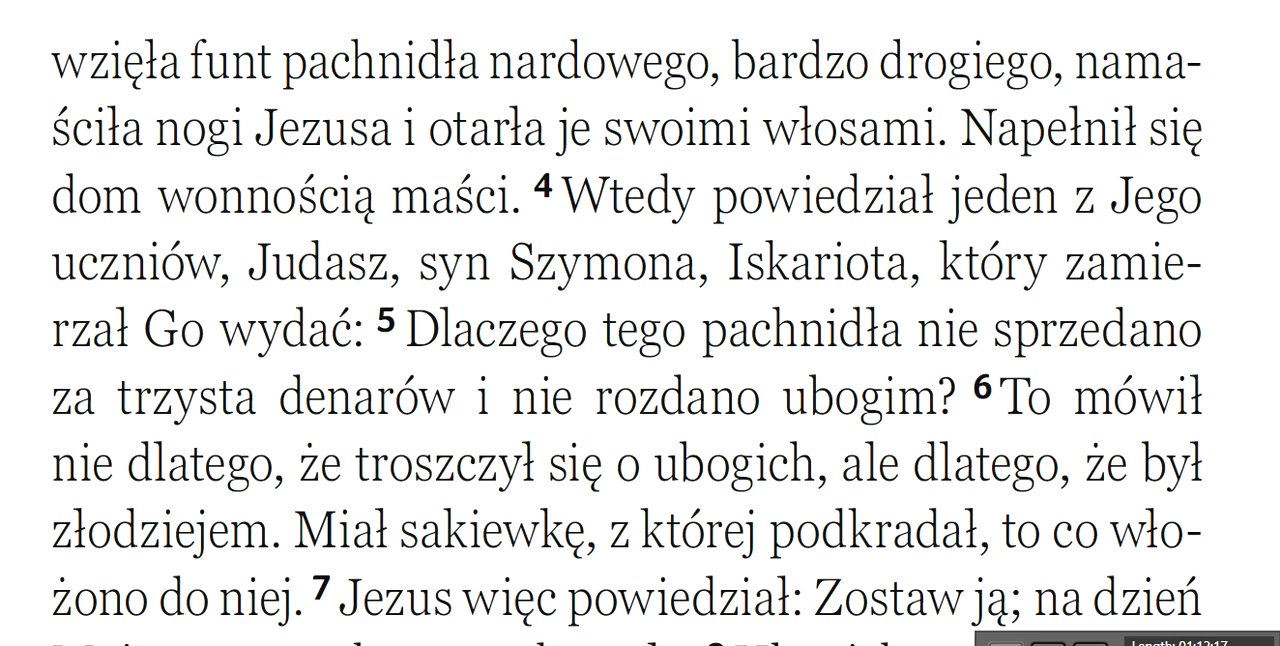 wzięła funt pachnidła nardowego, bardzo drogiego, nama-
ściła nogi Jezusa i otarła je swoimi włosami. Napełnił się
dom wonnością maści. 4 Wtedy powiedział jeden z Jego
uczniów, Judasz, syn Szymona, Iskariota, który zamie-
rzał Go wydać: 5 Dlaczego tego pachnidła nie sprzedano
za trzysta denarów i nie rozdano ubogim? 6 To mówił
nie dlatego, że troszczył się o ubogich, ale dlatego, że był
złodziejem. Miał sakiewkę, z której podkradał, to co wło-
żono do niej. 7 Jezus więc powiedział: Zostaw ją; na dzień
Length: 01:12:17